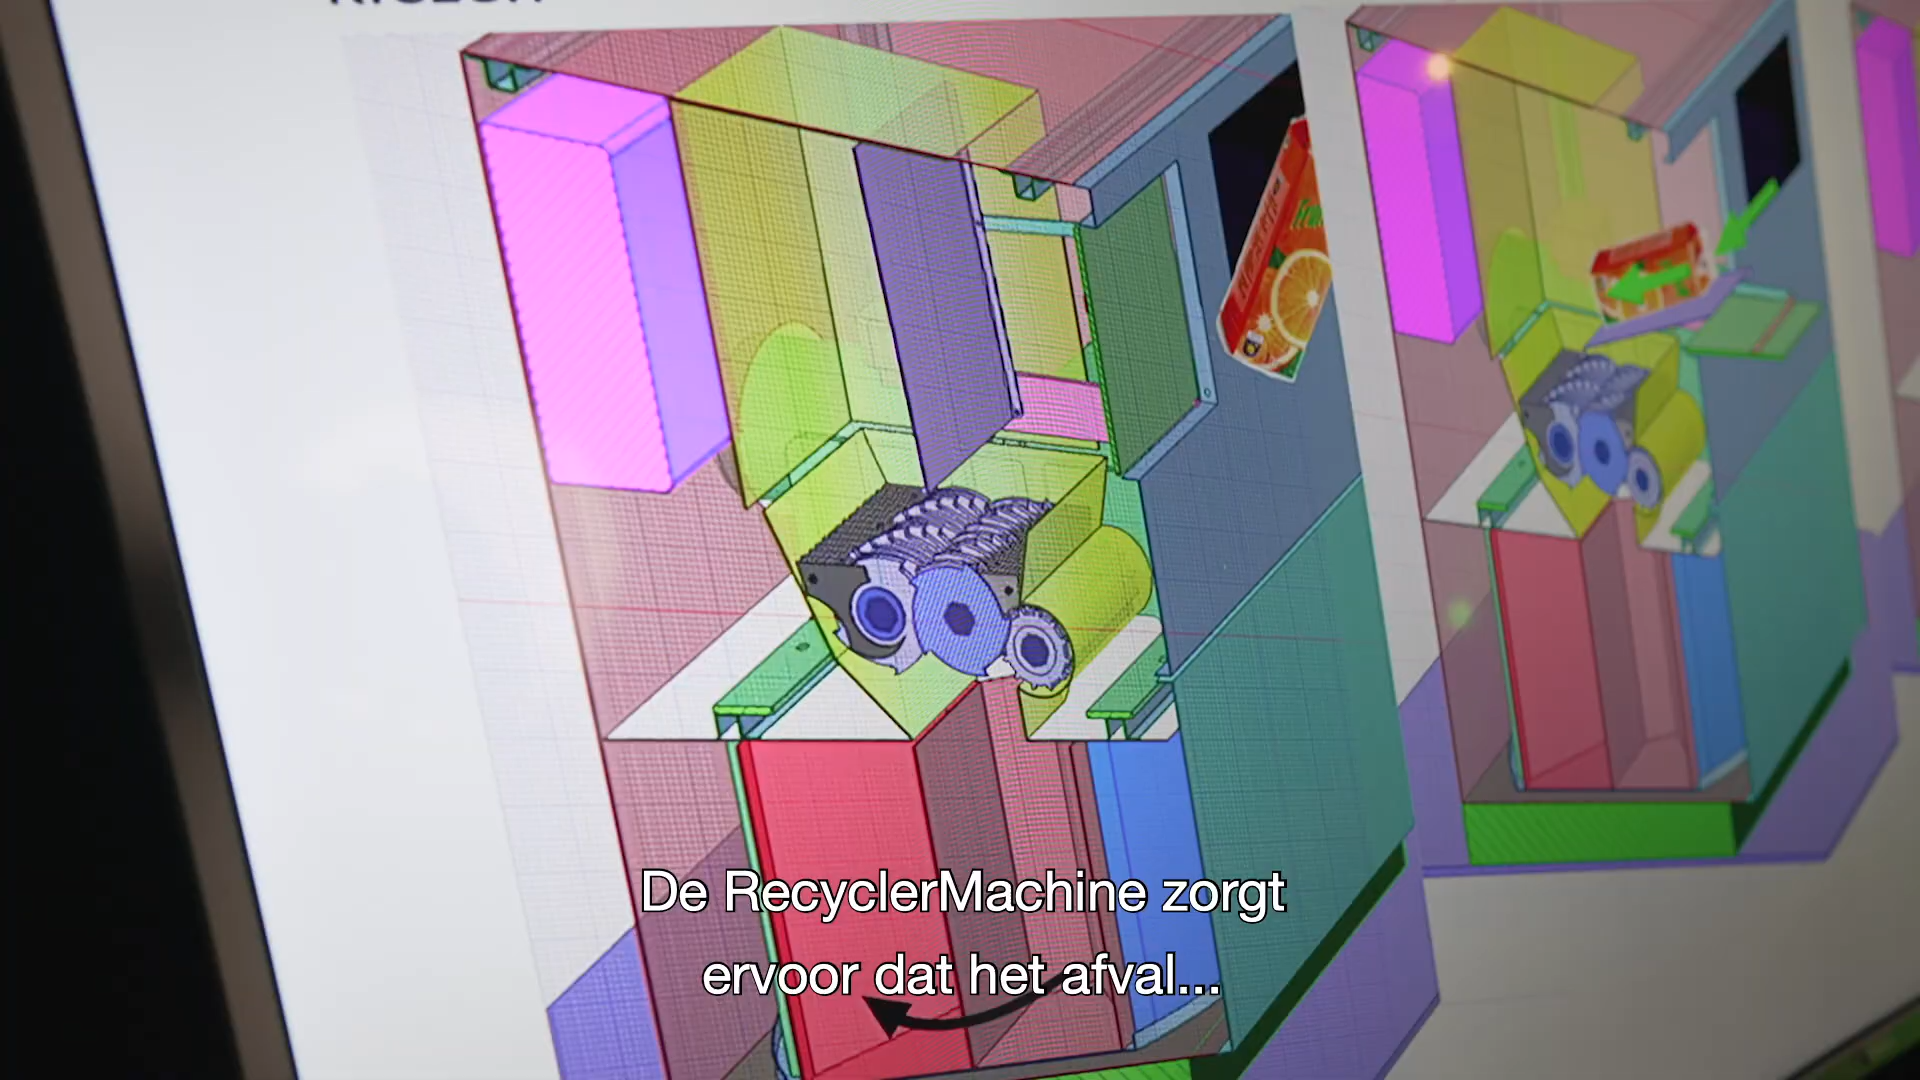 De RecyclerMachine zorgt
ervoor dat het afval...